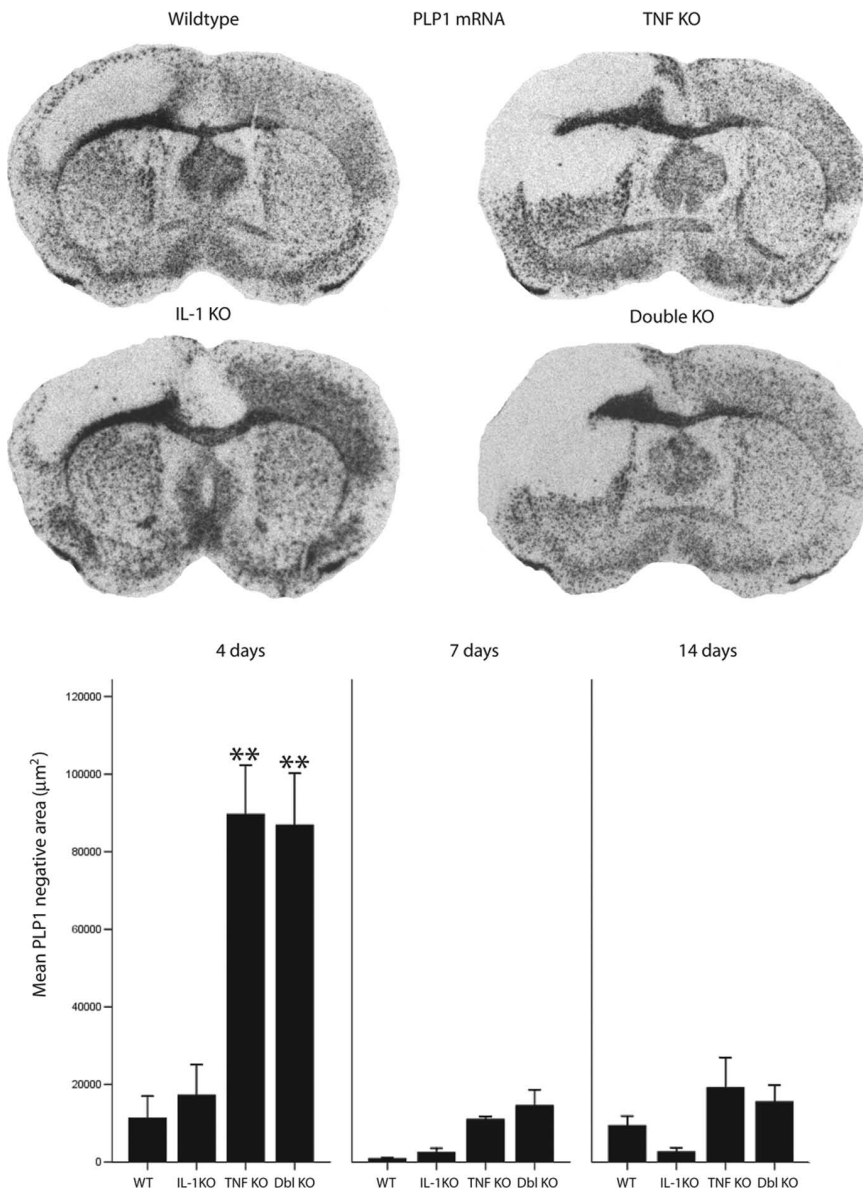 Wildtype PLP1 mRNA TNF KO
IL-1 KO Double KO
4 days 7 days 14 days
Mean PLP1 negative area (μm²)
120000
100000
80000
60000
40000
20000
0
** **
WT IL-1KO TNF KO Dbl KO WT IL-1KO TNF KO Dbl KO WT IL-1KO TNF KO Dbl KO